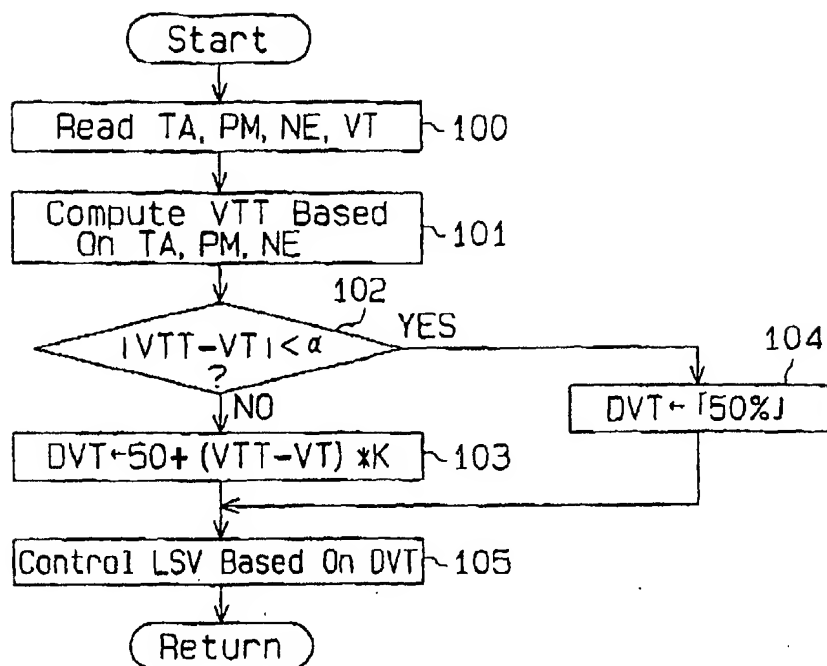 Start
Read TA, PM, NE, VT
100
Compute VTT Based
On TA, PM, NE
101
102
|VTT-VT|<α
?
YES
NO
104
DVT←「50%」
DVT←50+(VTT-VT)*K
103
Control LSV Based On DVT
105
Return